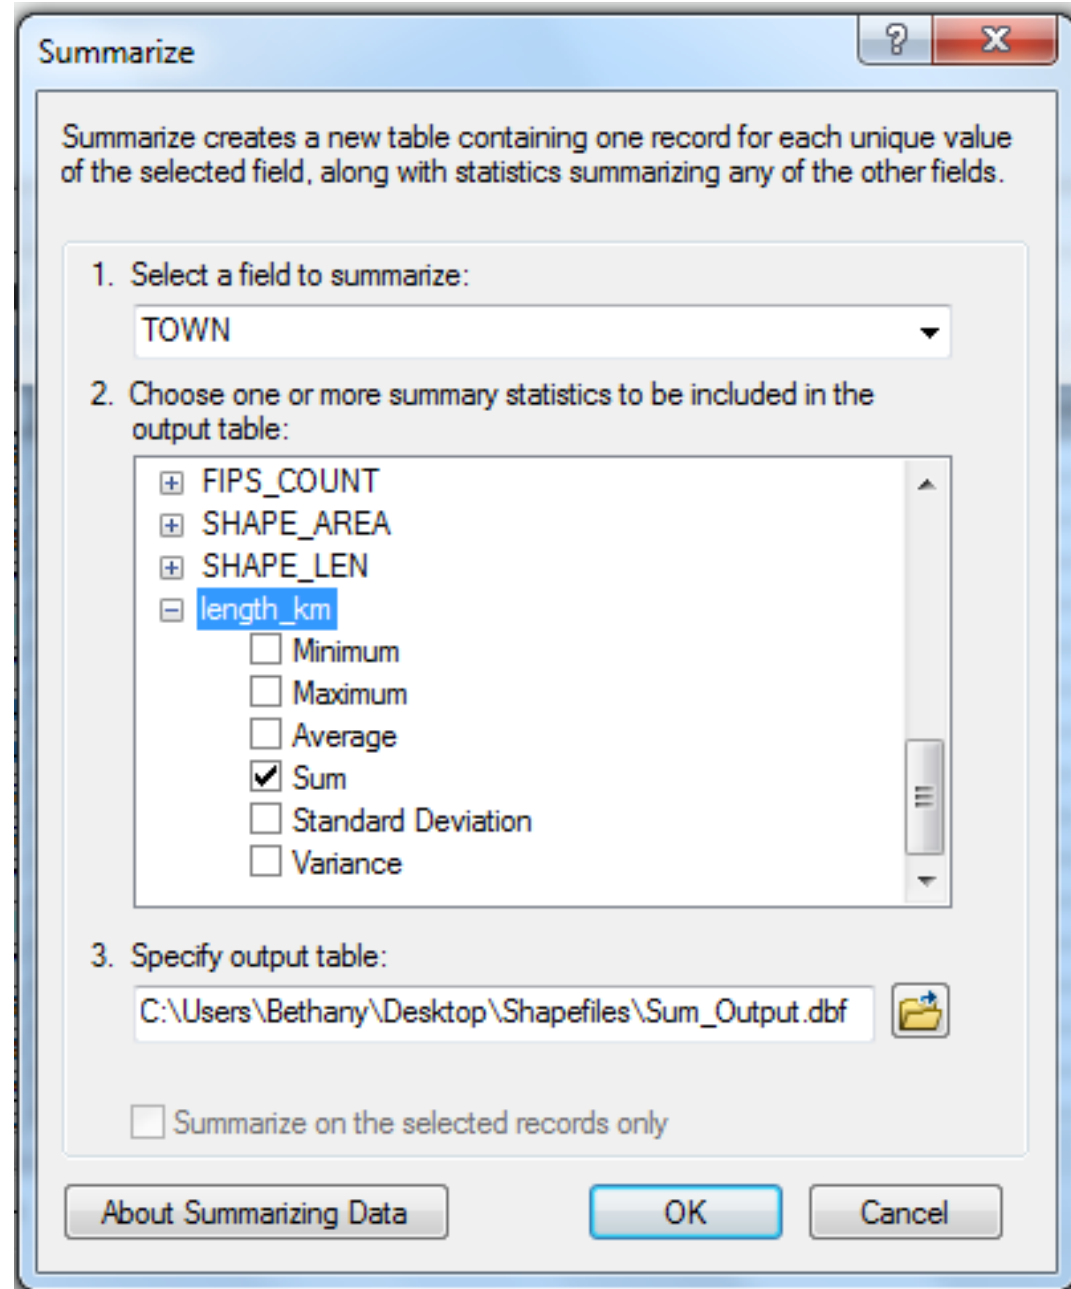 Summarize
Summarize creates a new table containing one record for each unique value
of the selected field, along with statistics summarizing any of the other fields.
1. Select a field to summarize:
TOWN
2. Choose one or more summary statistics to be included in the
output table:
FIPS_COUNT
SHAPE_AREA
SHAPE_LEN
length_km
Minimum
Maximum
Average
Sum
Standard Deviation
Variance
3. Specify output table:
C:\Users\Bethany\Desktop\Shapefiles\Sum_Output.dbf
Summarize on the selected records only
About Summarizing Data
OK
Cancel